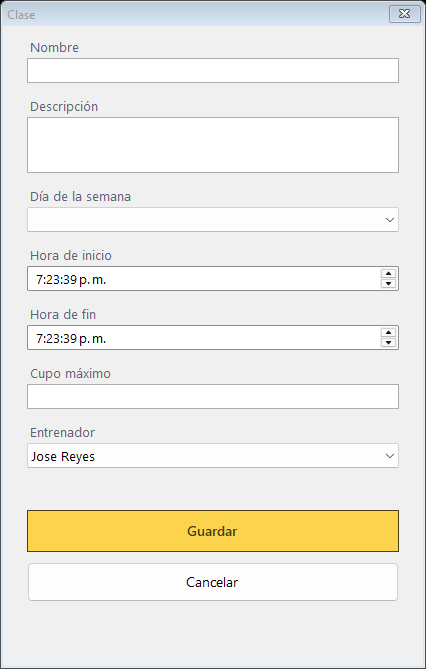 Clase
Nombre
Descripción
Día de la semana
Hora de inicio
7:23:39 p. m.
Hora de fin
7:23:39 p. m.
Cupo máximo
Entrenador
Jose Reyes
Guardar
Cancelar